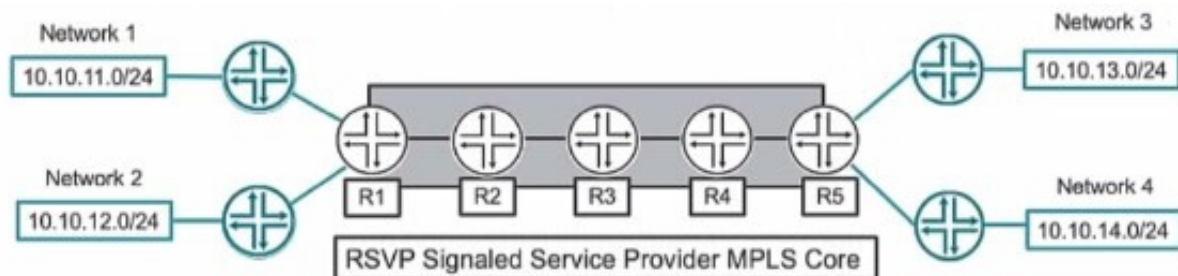 Network 1
10.10.11.0/24
Network 2
10.10.12.0/24
R1
R2
R3
R4
R5
RSVP Signaled Service Provider MPLS Core
Network 3
10.10.13.0/24
Network 4
10.10.14.0/24